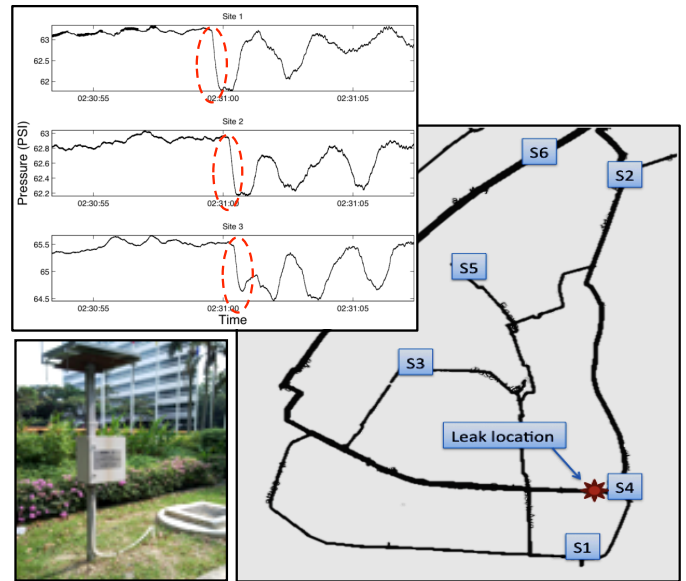 Site 1
63
62.5
62
02:30:55
02:31:00
02:31:05
Site 2
63
62.8
62.6
62.4
62.2
02:30:55
02:31:00
02:31:05
Pressure (PSI)
Site 3
65.5
65
64.5
02:30:55
02:31:00
02:31:05
Time
S6
S2
S5
S3
Leak location
S4
S1